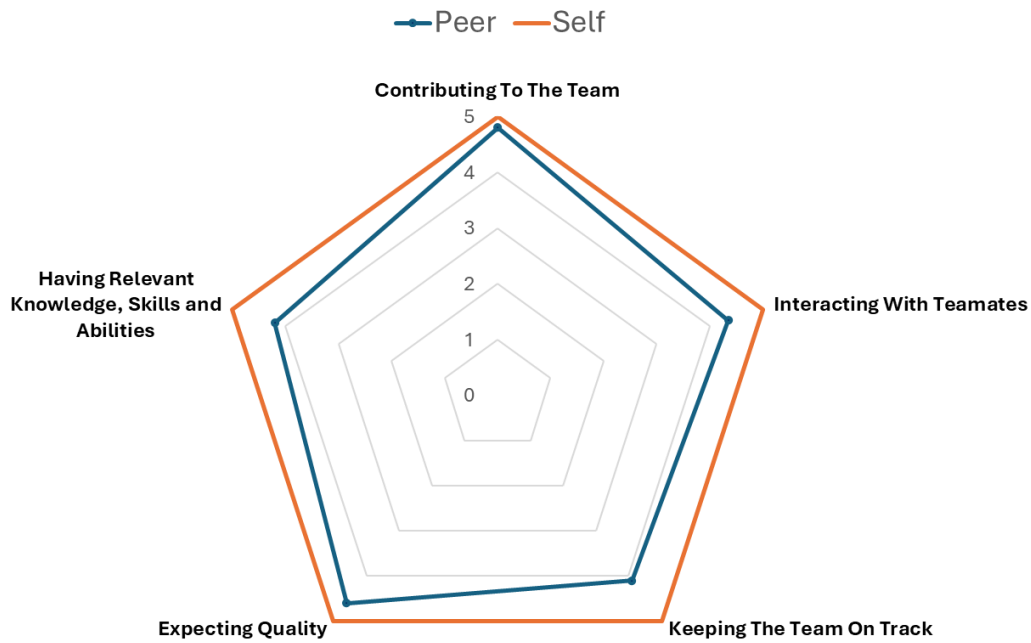 Peer Self
Contributing To The Team
5
4
3
2
1
0
Having Relevant
Knowledge, Skills and
Abilities
Interacting With Teamates
Expecting Quality
Keeping The Team On Track